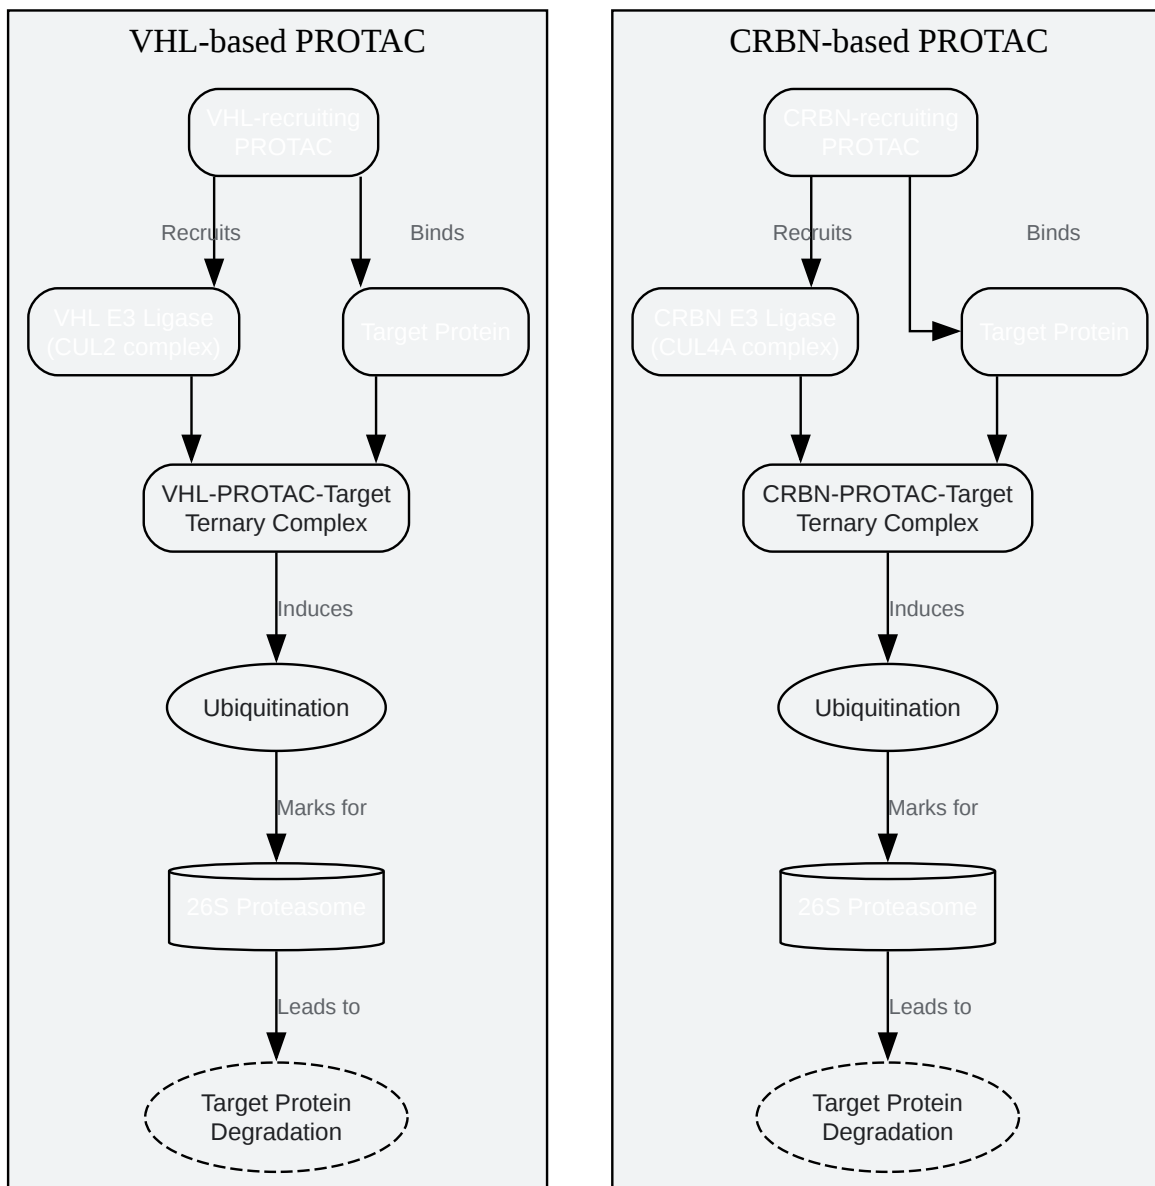 VHL-based PROTAC
VHL-recruiting
PROTAC
Recruits
Binds
VHL E3 Ligase
(CUL2 complex)
Target Protein
VHL-PROTAC-Target
Ternary Complex
Induces
Ubiquitination
Marks for
26S Proteasome
Leads to
Target Protein
Degradation
CRBN-based PROTAC
CRBN-recruiting
PROTAC
Recruits
Binds
CRBN E3 Ligase
(CUL4A complex)
Target Protein
CRBN-PROTAC-Target
Ternary Complex
Induces
Ubiquitination
Marks for
26S Proteasome
Leads to
Target Protein
Degradation